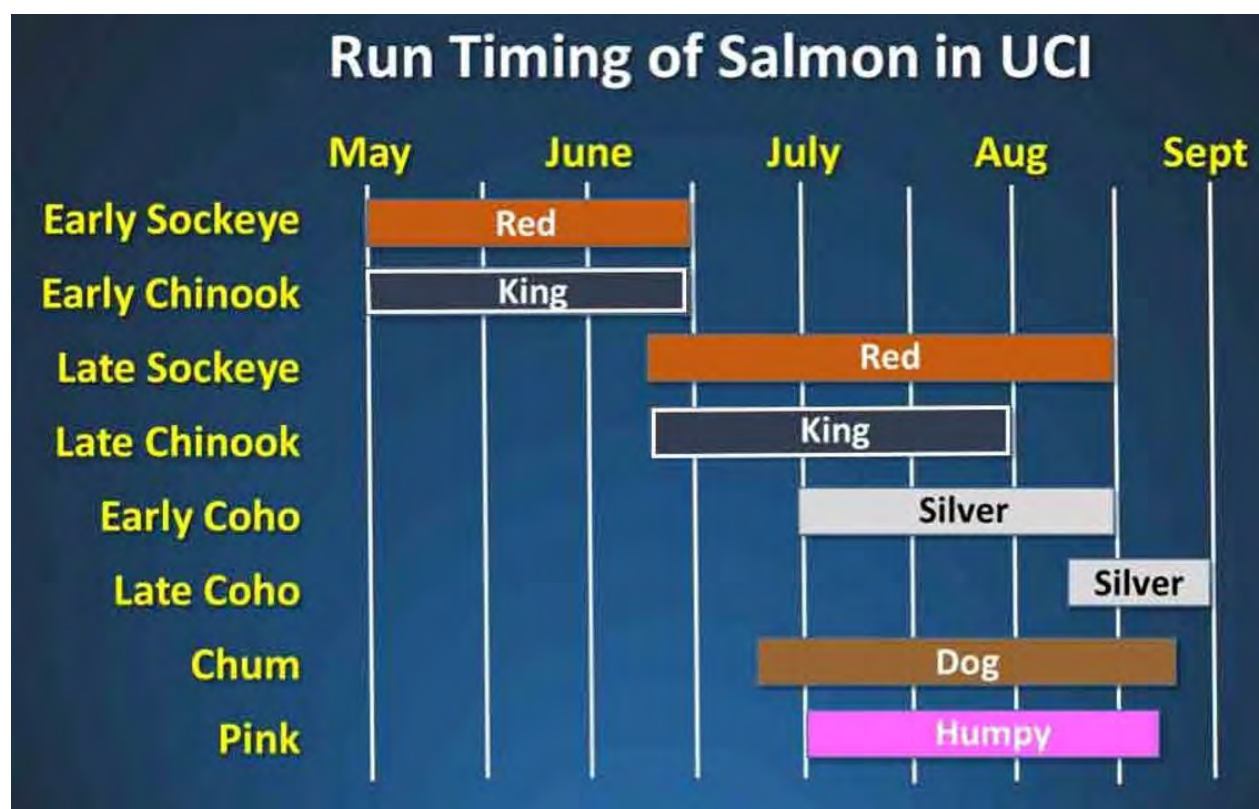 Run Timing of Salmon in UCI
May June July Aug Sept
Early Sockeye Red
Early Chinook King
Late Sockeye Red
Late Chinook King
Early Coho Silver
Late Coho Silver
Chum Dog
Pink Humpy